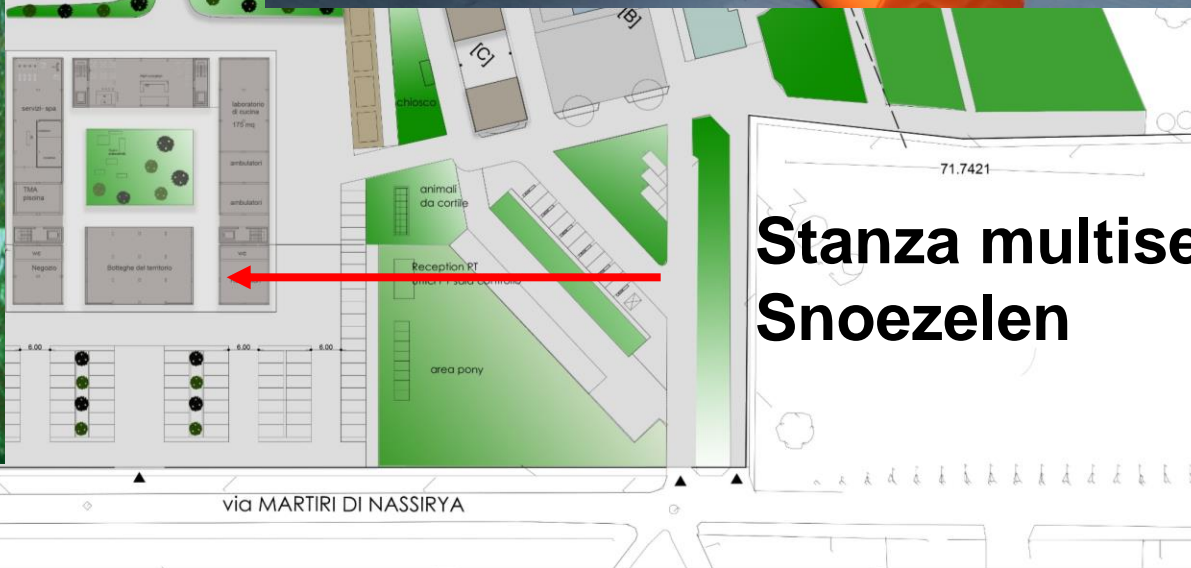 [B]
[C]
chiosco
servizi - spa
laboratorio
di cucina
175 mq.
ambulatori
TMA
piscina
ambulatori
wc
wc
Negozio
Botteghe del territorio
animali
da cortile
Reception PT
area pony
6.00
6.00
6.00
71.7421
Stanza multise
Snoezelen
via MARTIRI DI NASSIRYA